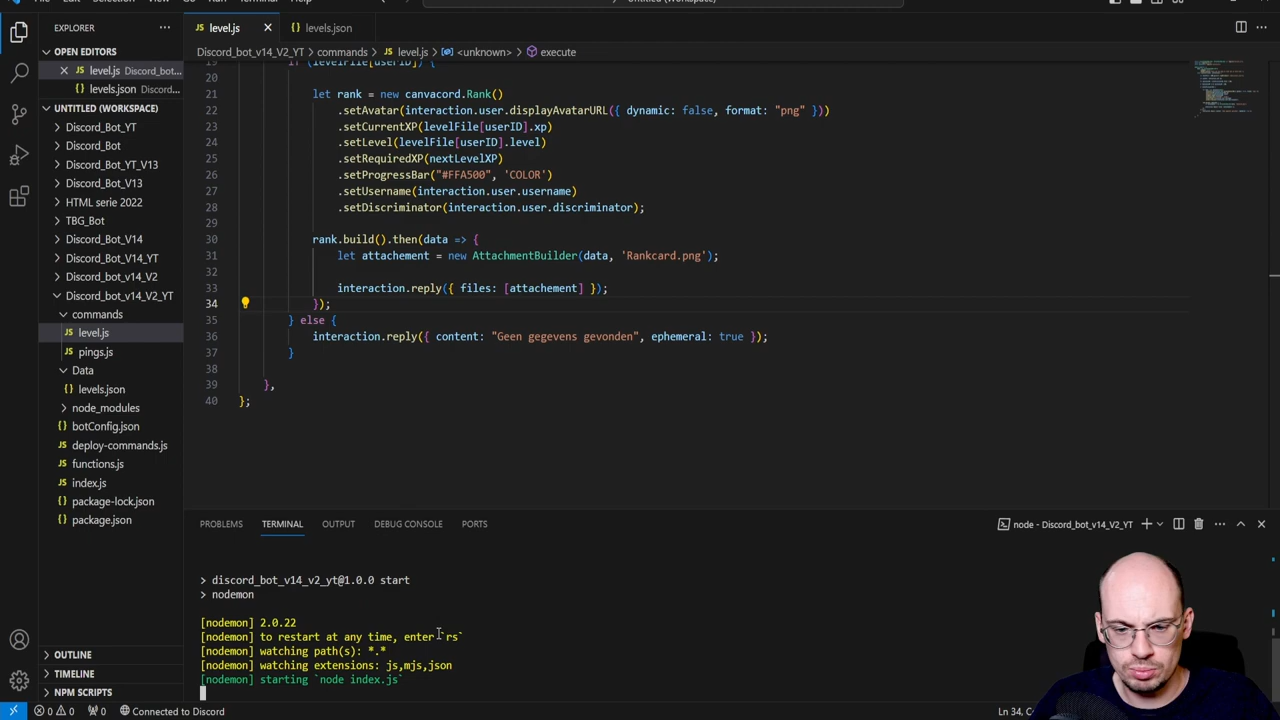 Untitled (Workspace)
EXPLORER
level.js
levels.json
OPEN EDITORS
Discord_bot_v14_V2_YT
commands
level.js
<unknown>
execute
level.js Discord_bot...
levels.json Discord...
UNTITLED (WORKSPACE)
Discord_Bot_YT
Discord_Bot
Discord_Bot_YT_V13
Discord_Bot_V13
HTML serie 2022
TBG_Bot
Discord_Bot_V14
Discord_Bot_V14_YT
Discord_bot_v14_V2
Discord_bot_v14_V2_YT
commands
level.js
pings.js
Data
levels.json
node_modules
botConfig.json
deploy-commands.js
functions.js
index.js
package-lock.json
package.json
OUTLINE
TIMELINE
NPM SCRIPTS
19 if (levelFile[userID]) {
20
21 let rank = new canvacord.Rank()
22 .setAvatar(interaction.user.displayAvatarURL({ dynamic: false, format: "png" }))
23 .setCurrentXP(levelFile[userID].xp)
24 .setLevel(levelFile[userID].level)
25 .setRequiredXP(nextLevelXP)
26 .setProgressBar("#FFA500", 'COLOR')
27 .setUsername(interaction.user.username)
28 .setDiscriminator(interaction.user.discriminator);
29
30 rank.build().then(data => {
31 let attachement = new AttachmentBuilder(data, 'Rankcard.png');
32
33 interaction.reply({ files: [attachement] });
34 });
35 } else {
36 interaction.reply({ content: "Geen gegevens gevonden", ephemeral: true });
37 }
38
39 },
40 };
PROBLEMS
TERMINAL
OUTPUT
DEBUG CONSOLE
PORTS
node - Discord_bot_v14_V2_YT
> discord_bot_v14_v2_yt@1.0.0 start
> nodemon
[nodemon] 2.0.22
[nodemon] to restart at any time, enter `rs`
[nodemon] watching path(s): *.*
[nodemon] watching extensions: js,mjs,json
[nodemon] starting `node index.js`
0 0
0
Connected to Discord
Ln 34,